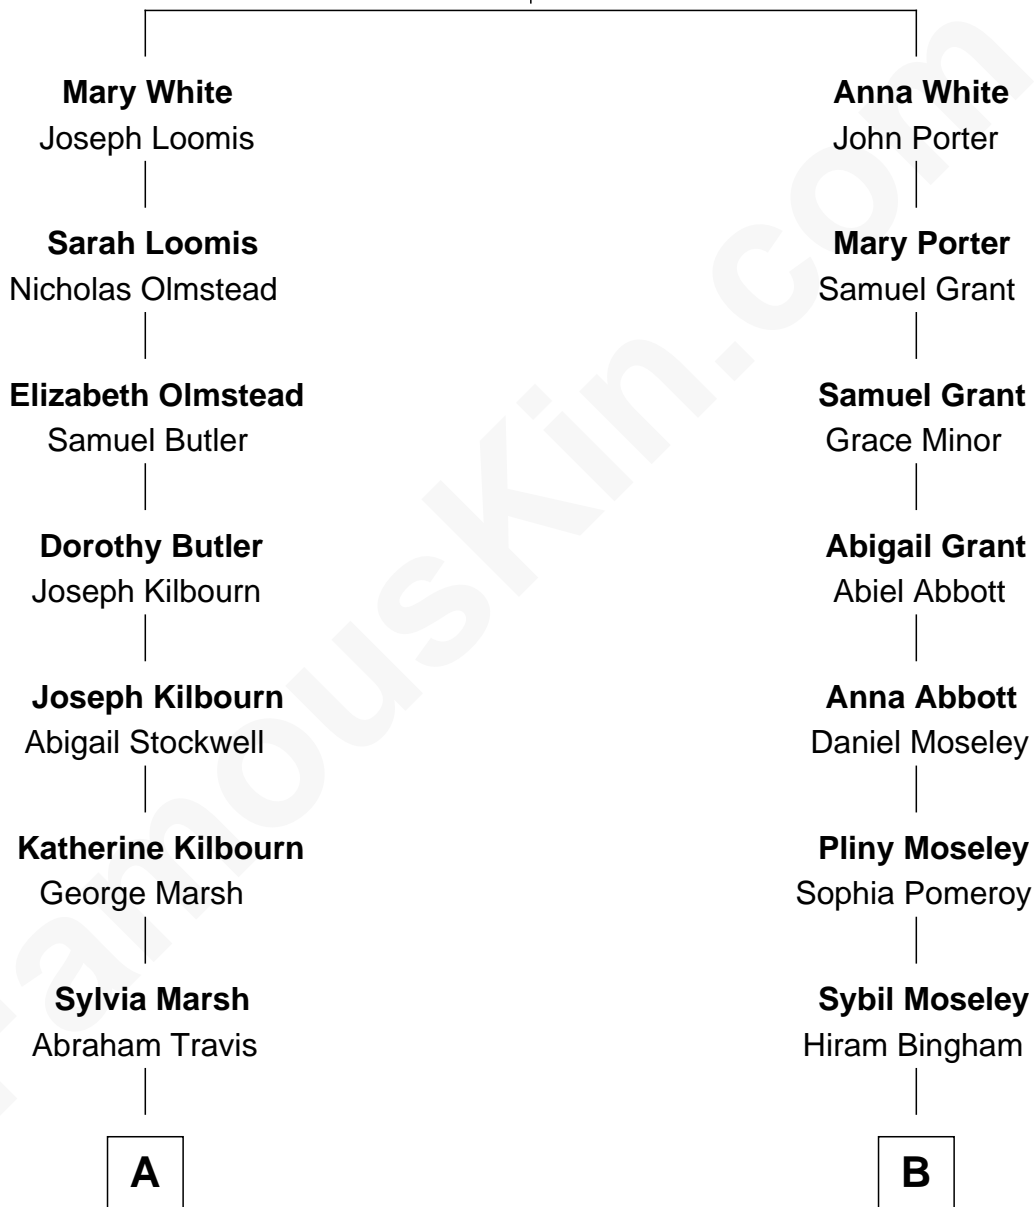 Mary White
Joseph Loomis
Anna White
John Porter
Sarah Loomis
Nicholas Olmstead
Mary Porter
Samuel Grant
Elizabeth Olmstead
Samuel Butler
Samuel Grant
Grace Minor
Dorothy Butler
Joseph Kilbourn
Abigail Grant
Abiel Abbott
Joseph Kilbourn
Abigail Stockwell
Anna Abbott
Daniel Moseley
Katherine Kilbourn
George Marsh
Pliny Moseley
Sophia Pomeroy
Sylvia Marsh
Abraham Travis
Sybil Moseley
Hiram Bingham
A
B
FamousKin.com